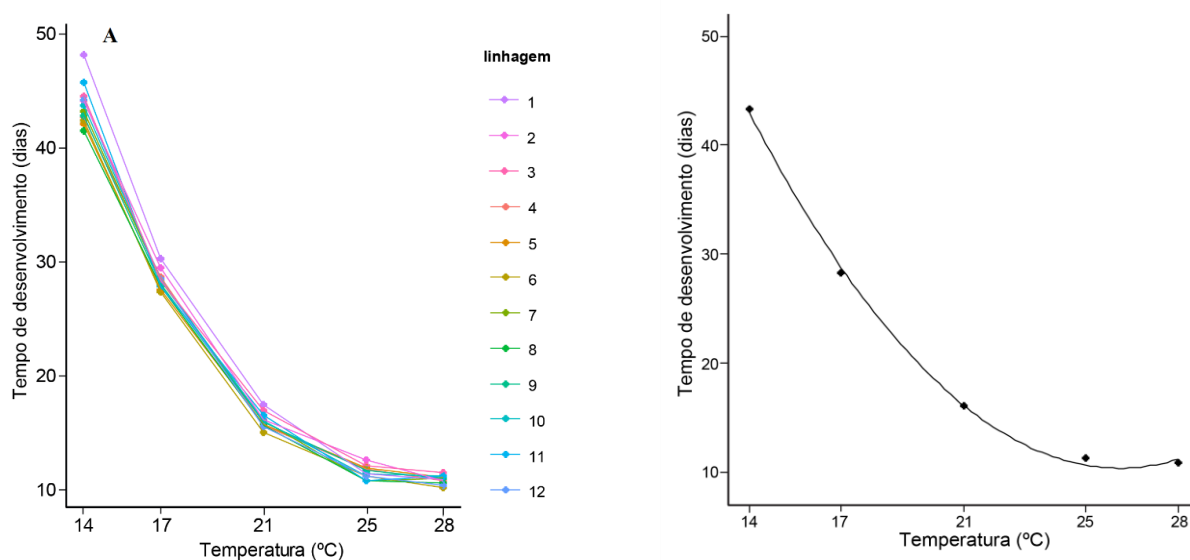 A
50
40
30
20
10
Tempo de desenvolvimento (dias)
14 17 21 25 28
Temperatura (ºC)
linhagem
1
2
3
4
5
6
7
8
9
10
11
12
50
40
30
20
10
Tempo de desenvolvimento (dias)
14 17 21 25 28
Temperatura (ºC)